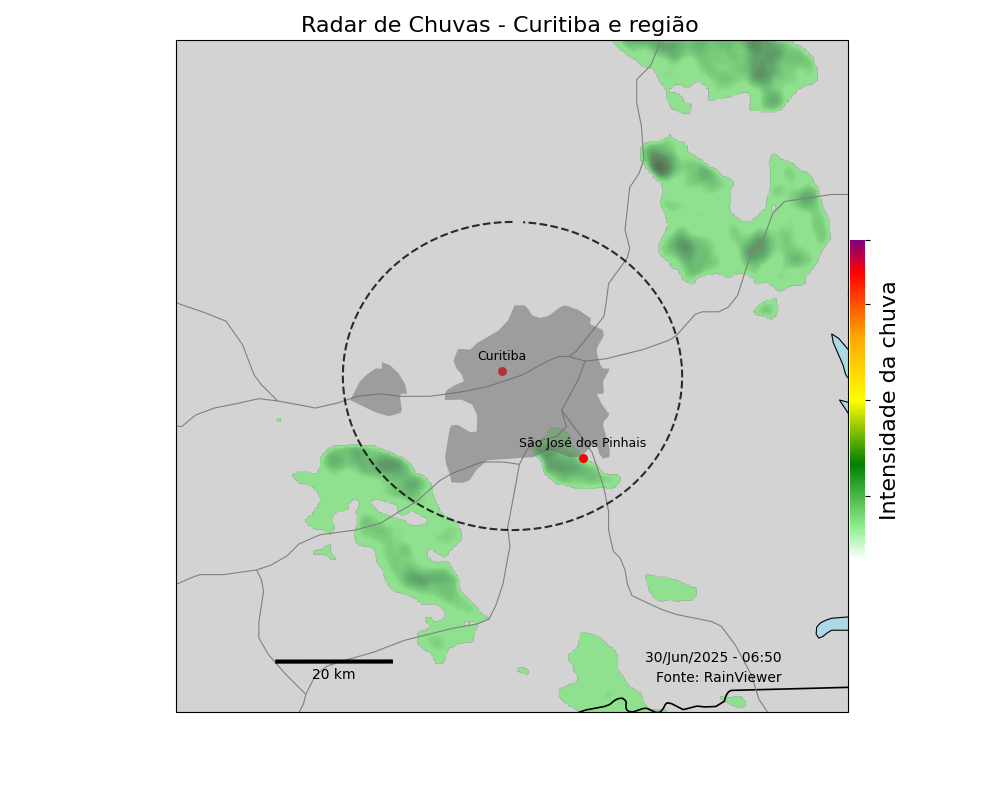 Radar de Chuvas - Curitiba e região
Curitiba
São José dos Pinhais
Intensidade da chuva
30/Jun/2025 - 06:50
Fonte: RainViewer
20 km